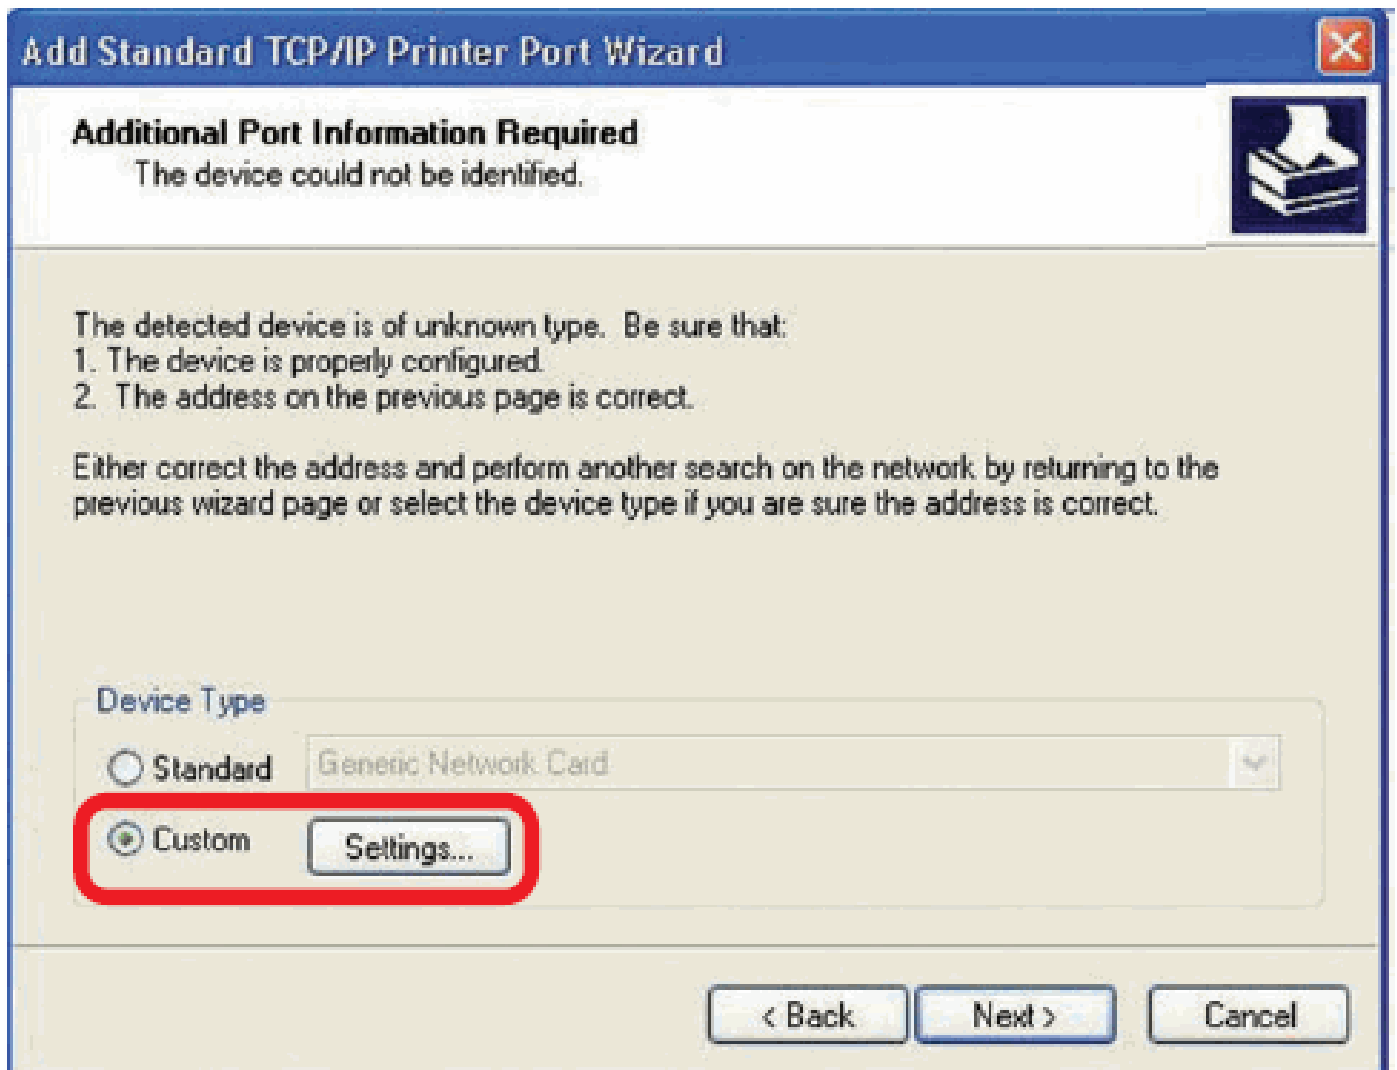 Add Standard TCP/IP Printer Port Wizard
Additional Port Information Required
The device could not be identified.
The detected device is of unknown type.  Be sure that:
1. The device is properly configured.
2.  The address on the previous page is correct.
Either correct the address and perform another search on the network by returning to the
previous wizard page or select the device type if you are sure the address is correct.
Device Type
Standard
Generic Network Card
Custom
Settings...
< Back
Next >
Cancel